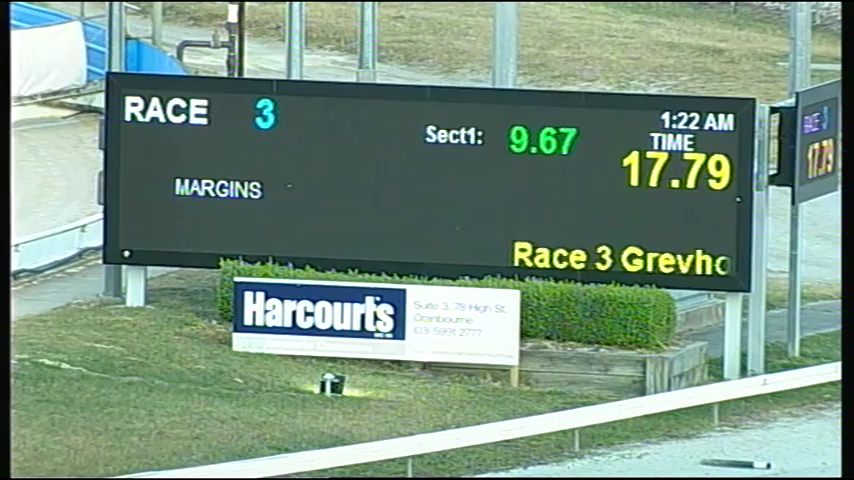 RACE 3
Sect1: 9.67
1:22 AM
TIME
17.79
MARGINS
Race 3 Greyho
Harcourts
Suite 3, 78 High St,
Cranbourne
(03) 5991 2777
RACE 3
17.79